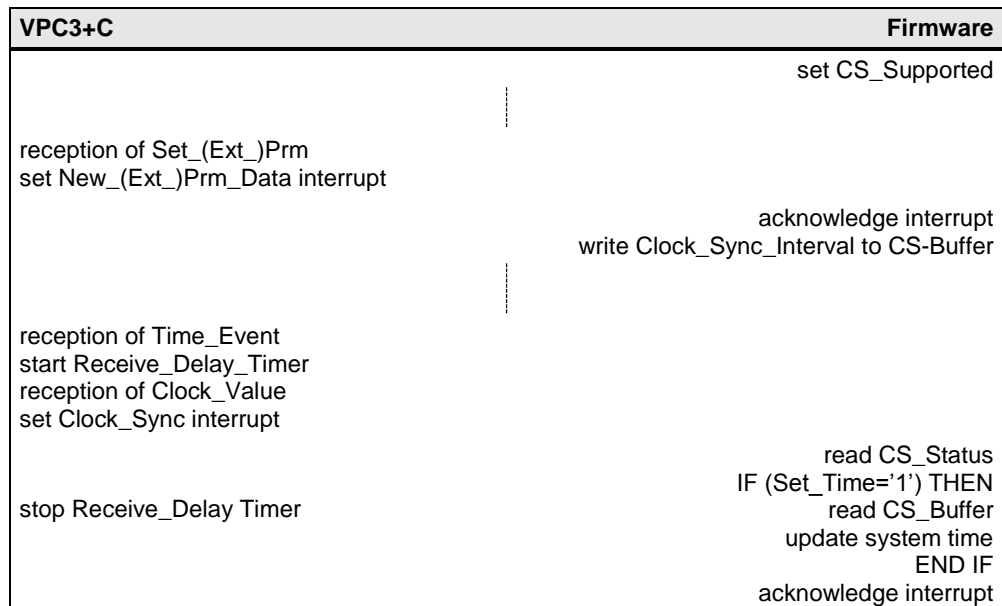 VPC3+C Firmware
set CS_Supported
reception of Set_(Ext_)Prm
set New_(Ext_)Prm_Data interrupt
acknowledge interrupt
write Clock_Sync_Interval to CS-Buffer
reception of Time_Event
start Receive_Delay_Timer
reception of Clock_Value
set Clock_Sync interrupt
read CS_Status
IF (Set_Time='1') THEN
stop Receive_Delay Timer read CS_Buffer
update system time
END IF
acknowledge interrupt